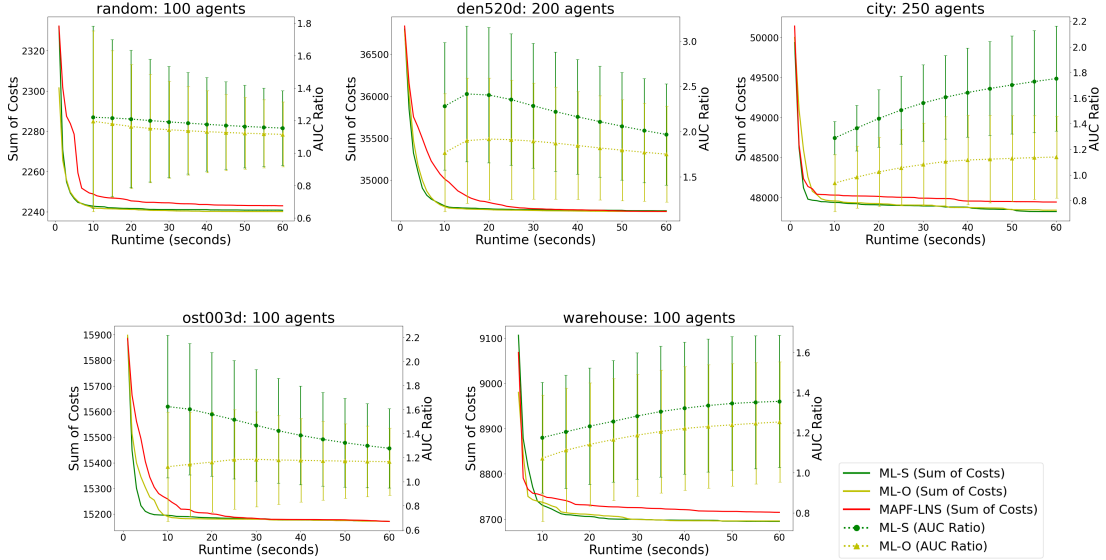 random: 100 agents
den520d: 200 agents
city: 250 agents
Sum of Costs
2320
2300
2280
2260
2240
1.8
1.6
1.4
1.2
1.0
0.8
0.6
AUC Ratio
0 10 20 30 40 50 60
Runtime (seconds)
Sum of Costs
36500
36000
35500
35000
3.0
2.5
2.0
1.5
AUC Ratio
0 10 20 30 40 50 60
Runtime (seconds)
Sum of Costs
50000
49500
49000
48500
48000
2.2
2.0
1.8
1.6
1.4
1.2
1.0
0.8
AUC Ratio
0 10 20 30 40 50 60
Runtime (seconds)
ost003d: 100 agents
warehouse: 100 agents
Sum of Costs
15900
15800
15700
15600
15500
15400
15300
15200
2.2
2.0
1.8
1.6
1.4
1.2
1.0
0.8
0.6
AUC Ratio
0 10 20 30 40 50 60
Runtime (seconds)
Sum of Costs
9100
9000
8900
8800
8700
1.6
1.4
1.2
1.0
0.8
AUC Ratio
10 20 30 40 50 60
Runtime (seconds)
ML-S (Sum of Costs)
ML-O (Sum of Costs)
MAPF-LNS (Sum of Costs)
ML-S (AUC Ratio)
ML-O (AUC Ratio)